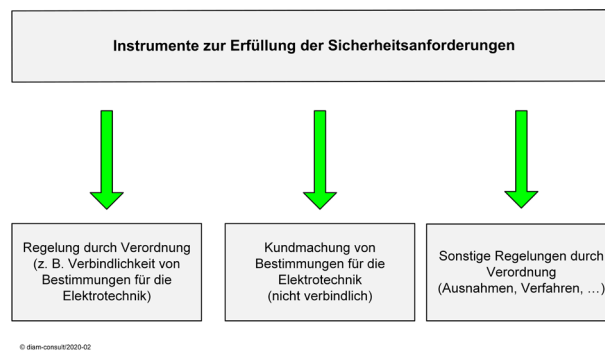 Instrumente zur Erfüllung der Sicherheitsanforderungen
Regelung durch Verordnung
(z. B. Verbindlichkeit von
Bestimmungen für die
Elektrotechnik)
Kundmachung von
Bestimmungen für die
Elektrotechnik
(nicht verbindlich)
Sonstige Regelungen durch
Verordnung
(Ausnahmen, Verfahren, …)
© diam-consult/2020-02